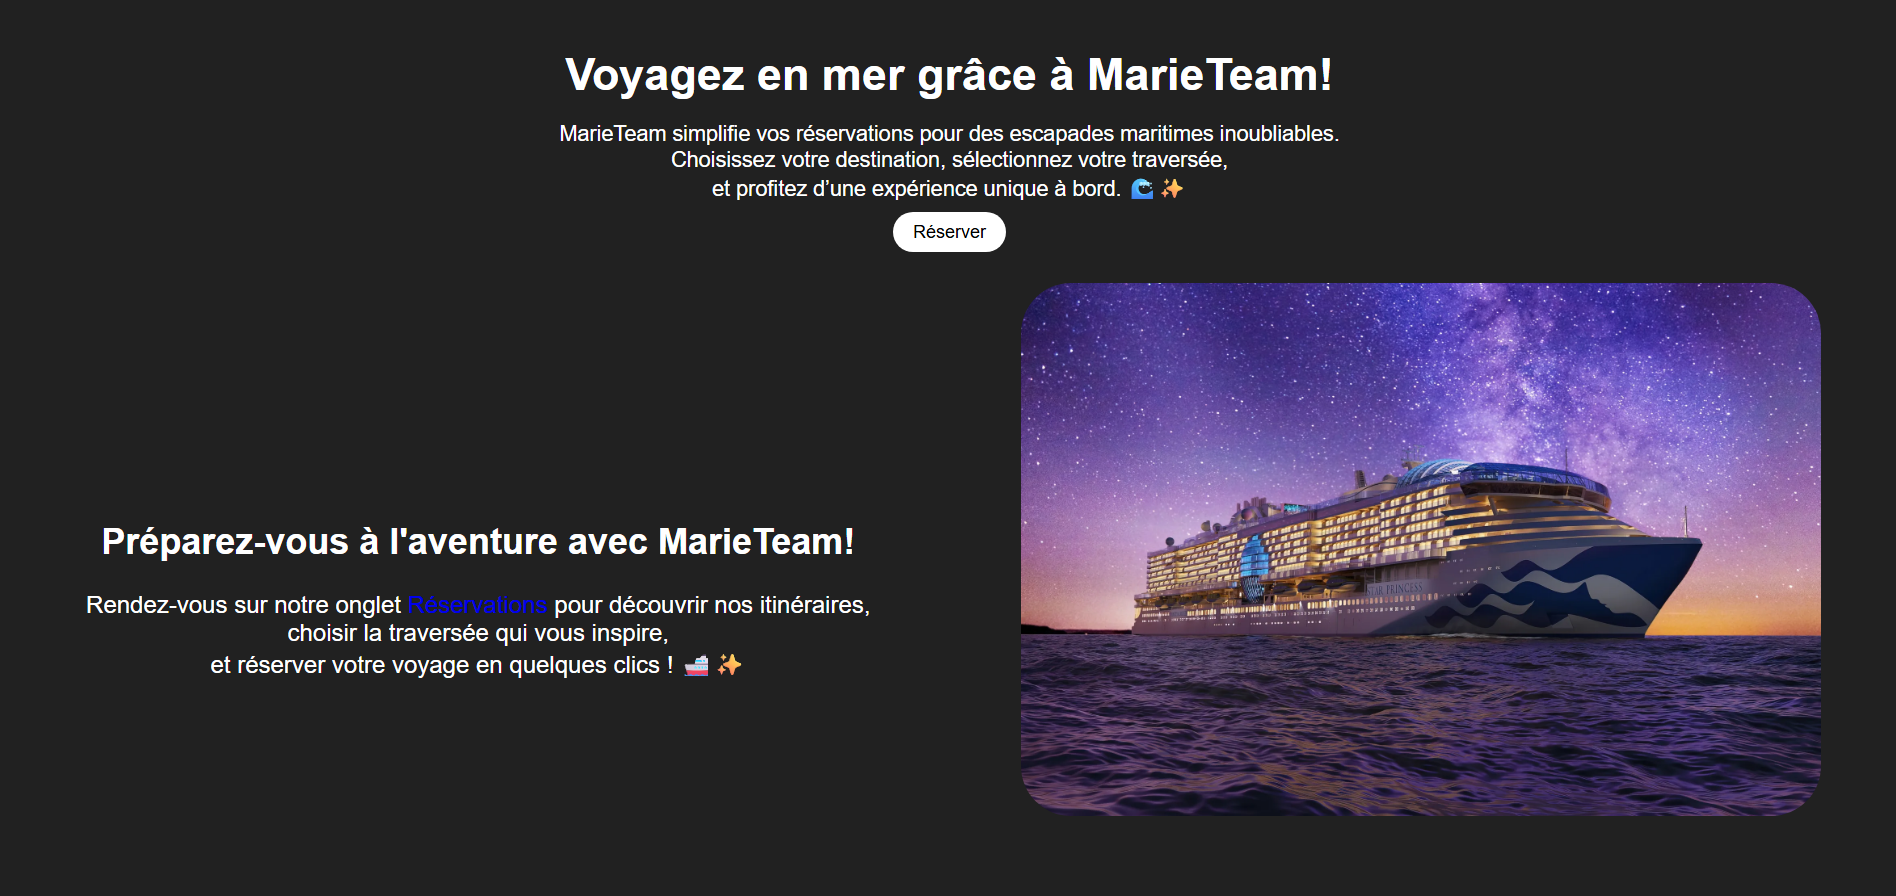 Voyagez en mer grâce à MarieTeam!
MarieTeam simplifie vos réservations pour des escapades maritimes inoubliables.
Choisissez votre destination, sélectionnez votre traversée,
et profitez d’une expérience unique à bord. 🌊 ✨
Réserver
Préparez-vous à l'aventure avec MarieTeam!
Rendez-vous sur notre onglet Réservations pour découvrir nos itinéraires,
choisir la traversée qui vous inspire,
et réserver votre voyage en quelques clics ! 🚢 ✨
STAR PRINCESS